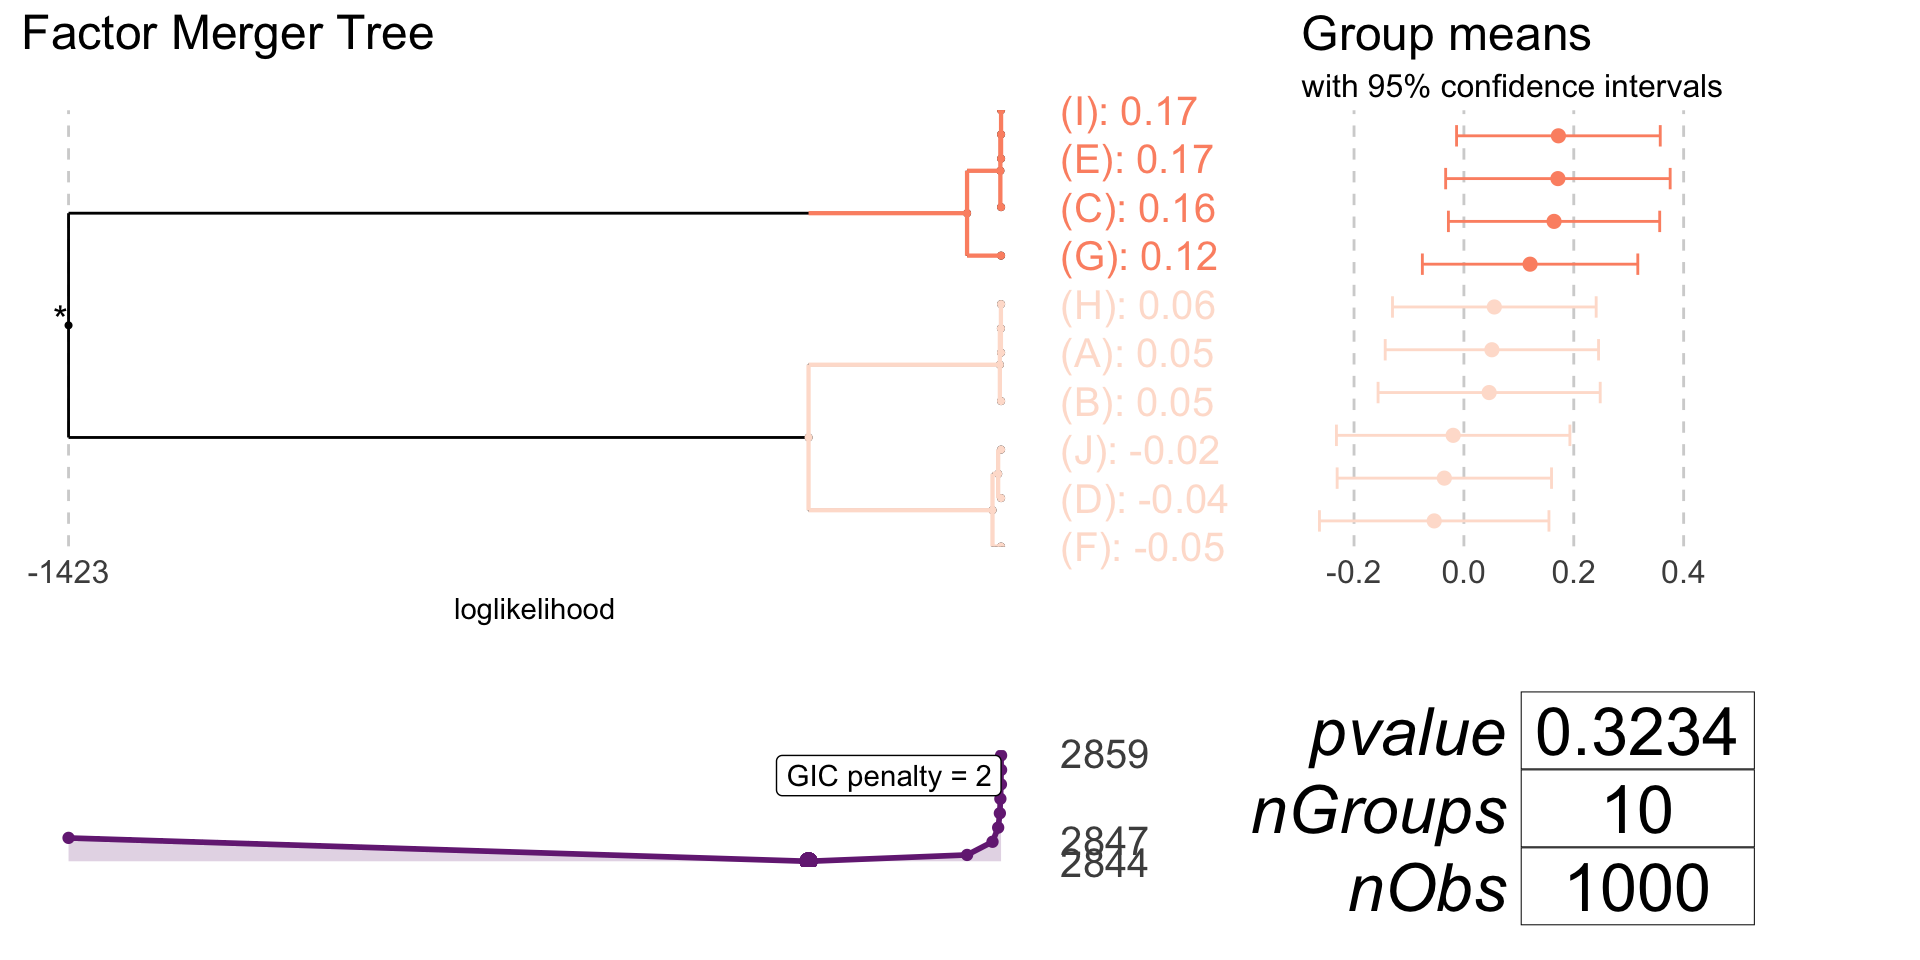 Factor Merger Tree
Group means
with 95% confidence intervals
(I): 0.17
(E): 0.17
(C): 0.16
(G): 0.12
(H): 0.06
(A): 0.05
(B): 0.05
(J): -0.02
(D): -0.04
(F): -0.05
*
-1423
loglikelihood
-0.2 0.0 0.2 0.4
GIC penalty = 2
2859
2847
2844
pvalue 0.3234
nGroups 10
nObs 1000